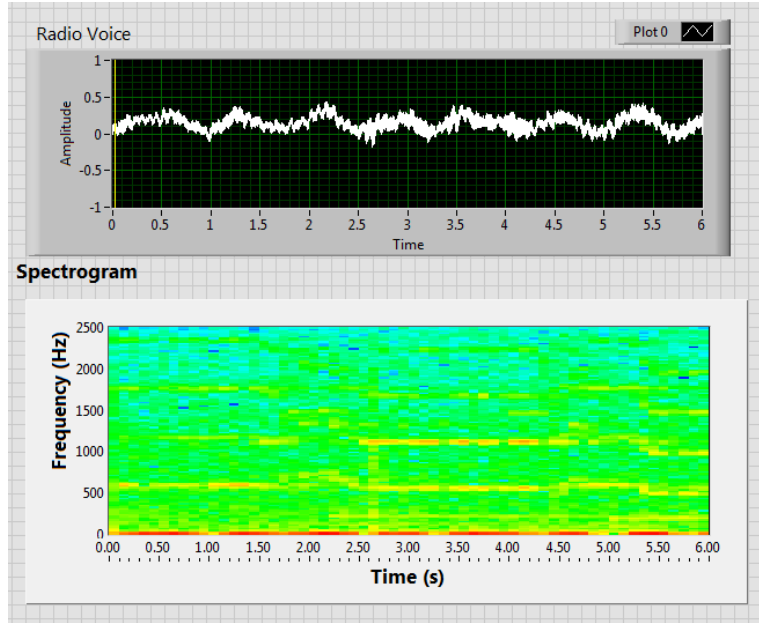 Radio Voice
Plot 0
Amplitude
1
0.5
0
-0.5
-1
0 0.5 1 1.5 2 2.5 3 3.5 4 4.5 5 5.5 6
Time
Spectrogram
Frequency (Hz)
2500
2000
1500
1000
500
0
0.00 0.50 1.00 1.50 2.00 2.50 3.00 3.50 4.00 4.50 5.00 5.50 6.00
Time (s)